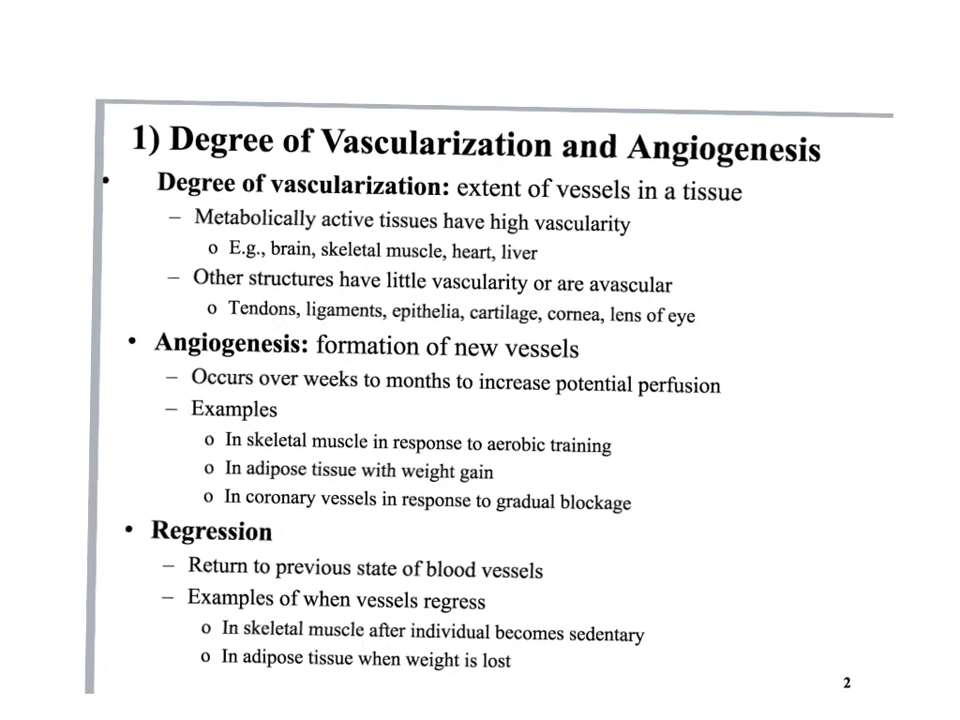 1) Degree of Vascularization and Angiogenesis
• Degree of vascularization: extent of vessels in a tissue
– Metabolically active tissues have high vascularity
o E.g., brain, skeletal muscle, heart, liver
– Other structures have little vascularity or are avascular
o Tendons, ligaments, epithelia, cartilage, cornea, lens of eye
• Angiogenesis: formation of new vessels
– Occurs over weeks to months to increase potential perfusion
– Examples
o In skeletal muscle in response to aerobic training
o In adipose tissue with weight gain
o In coronary vessels in response to gradual blockage
• Regression
– Return to previous state of blood vessels
– Examples of when vessels regress
o In skeletal muscle after individual becomes sedentary
o In adipose tissue when weight is lost
2